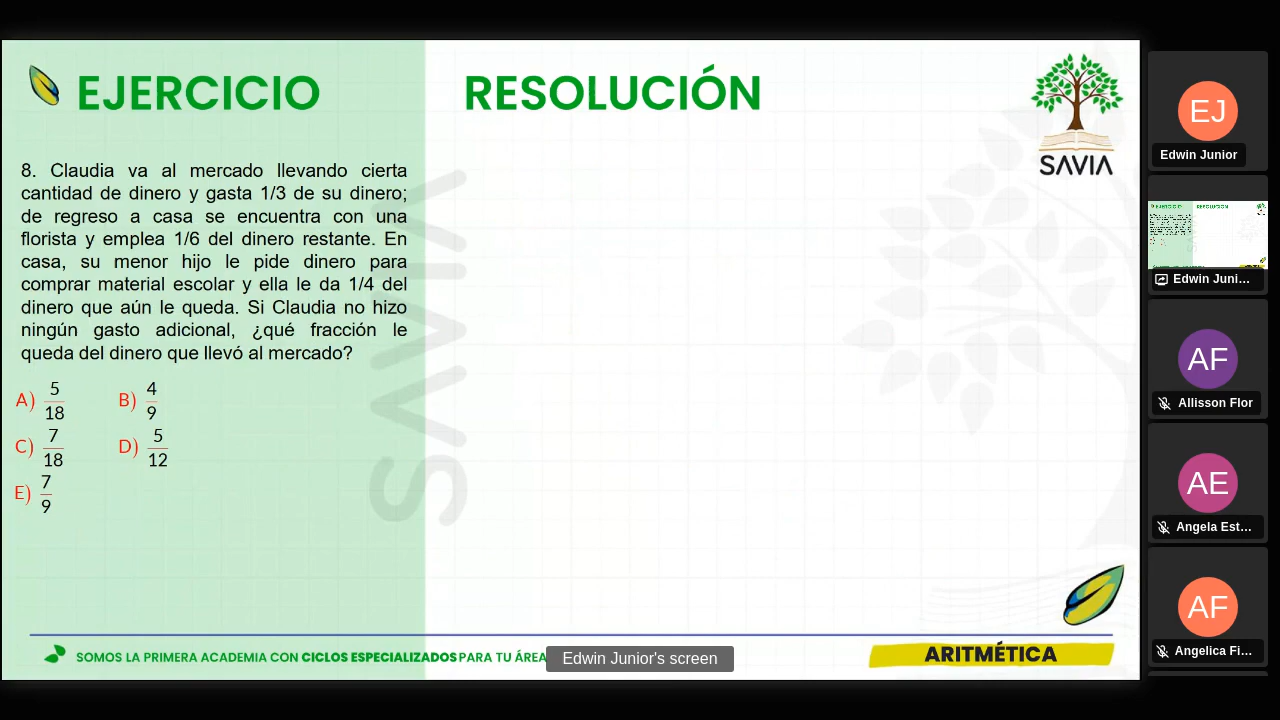 EJERCICIO
RESOLUCIÓN
SAVIA
8. Claudia va al mercado llevando cierta
cantidad de dinero y gasta 1/3 de su dinero;
de regreso a casa se encuentra con una
florista y emplea 1/6 del dinero restante. En
casa, su menor hijo le pide dinero para
comprar material escolar y ella le da 1/4 del
dinero que aún le queda. Si Claudia no hizo
ningún gasto adicional, ¿qué fracción le
queda del dinero que llevó al mercado?
A) 5/18 B) 4/9
C) 7/18 D) 5/12
E) 7/9
SAVIA
SOMOS LA PRIMERA ACADEMIA CON CICLOS ESPECIALIZADOS PARA TU ÁREA
Edwin Junior's screen
ARITMÉTICA
EJ
Edwin Junior
EJERCICIO
RESOLUCIÓN
Edwin Juni...
AF
Allisson Flor
AE
Angela Est...
AF
Angelica Fi...